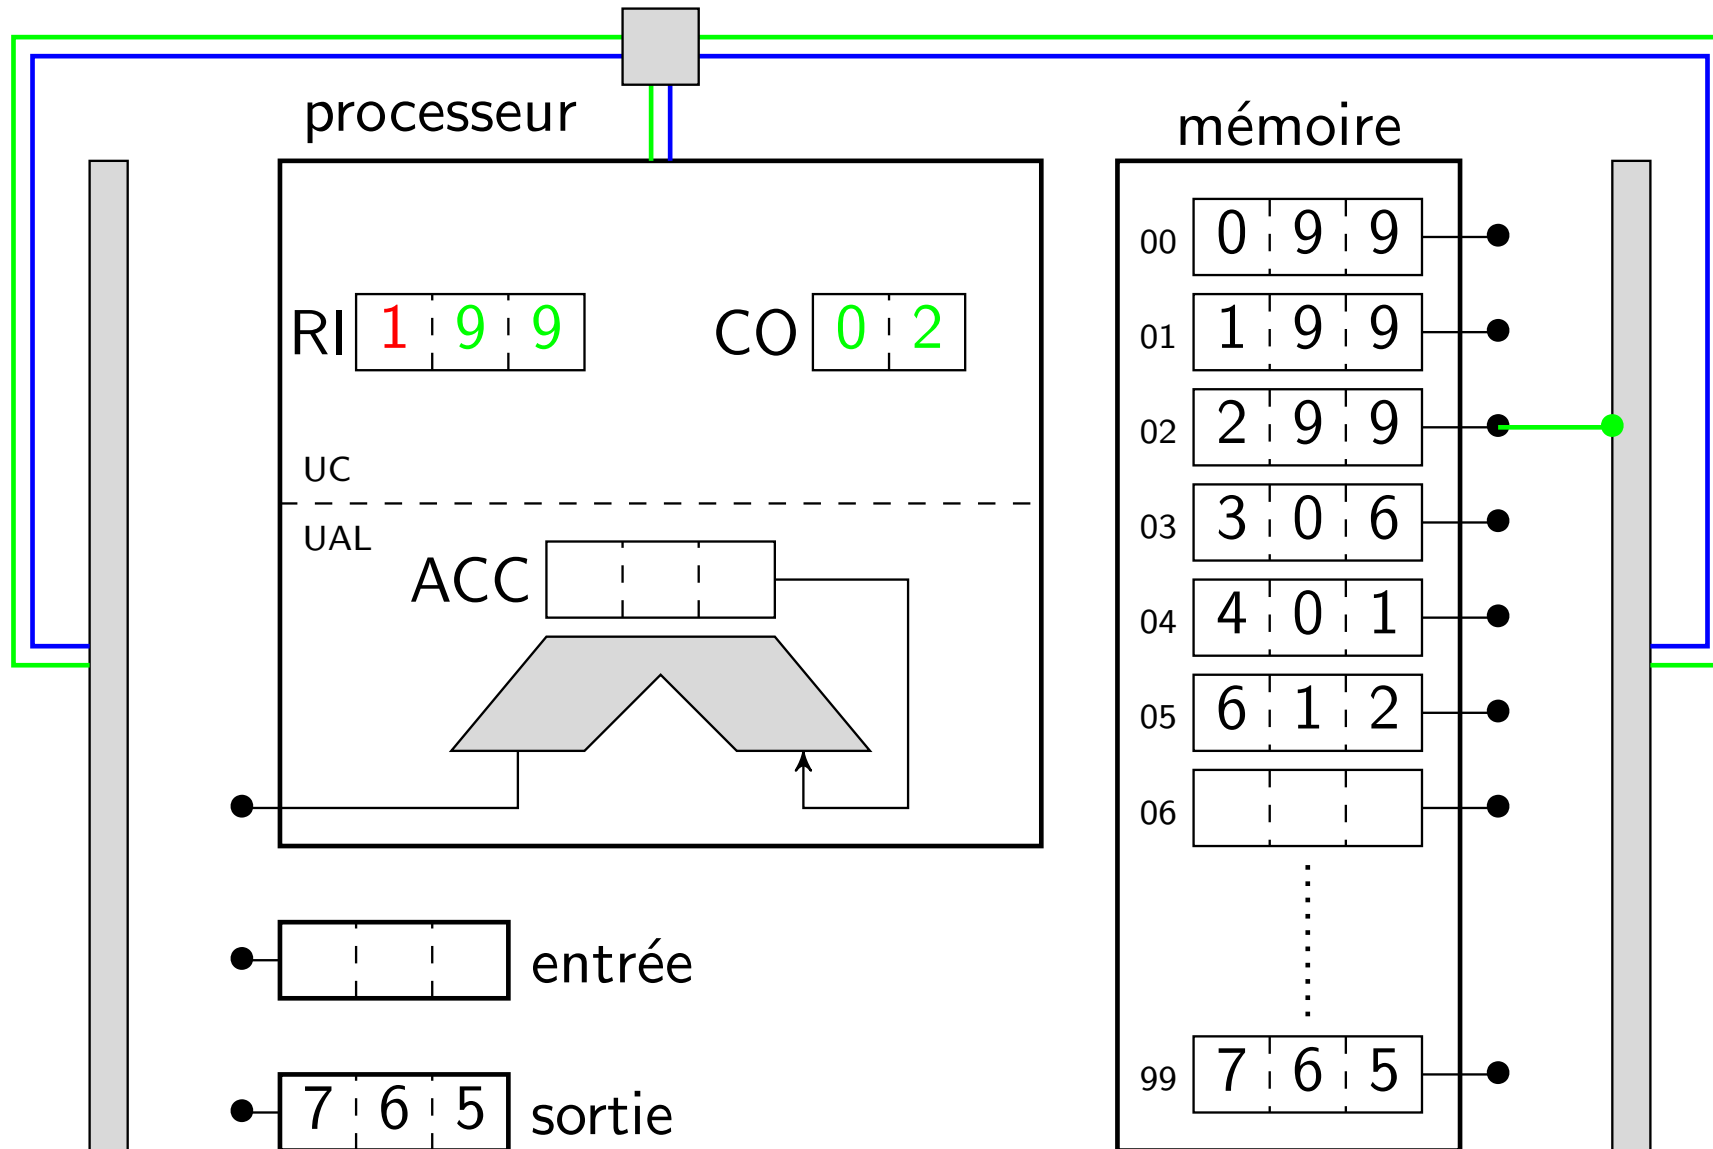 processeur
mémoire
00 0 9 9
RI 1 9 9 CO 0 2
01 1 9 9
02 2 9 9
UC
03 3 0 6
UAL
ACC
04 4 0 1
05 6 1 2
06
entrée
99 7 6 5
7 6 5 sortie